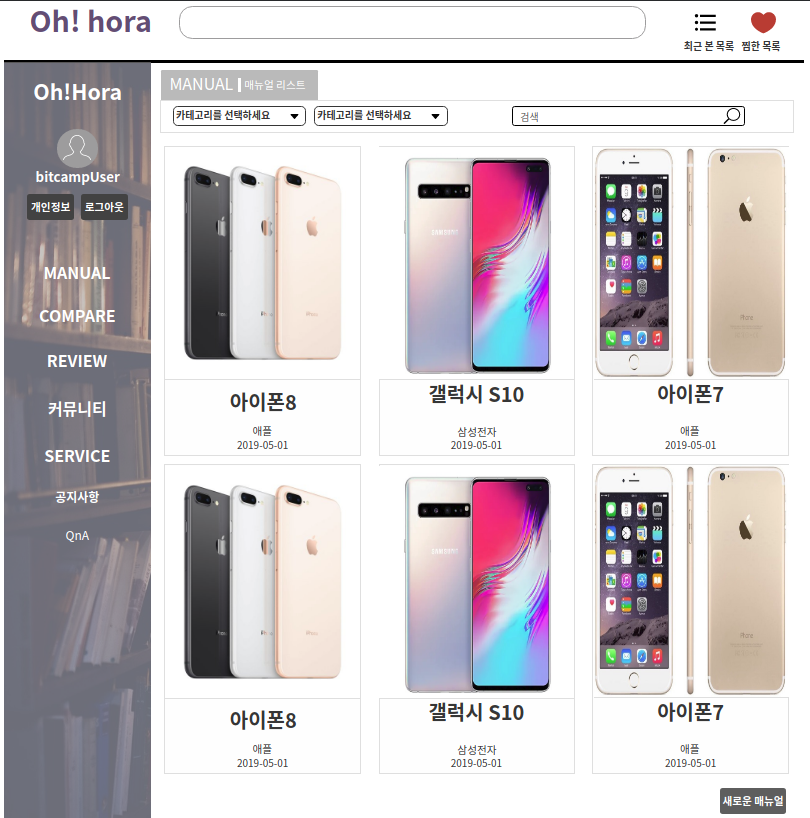 Oh! hora
최근 본 목록
찜한 목록
Oh!Hora
bitcampUser
개인정보
로그아웃
MANUAL
COMPARE
REVIEW
커뮤니티
SERVICE
공지사항
QnA
MANUAL 매뉴얼 리스트
카테고리를 선택하세요
카테고리를 선택하세요
검색
아이폰8
애플
2019-05-01
SAMSUNG
갤럭시 S10
삼성전자
2019-05-01
iPhone
아이폰7
애플
2019-05-01
아이폰8
애플
2019-05-01
SAMSUNG
갤럭시 S10
삼성전자
2019-05-01
iPhone
아이폰7
애플
2019-05-01
새로운 매뉴얼